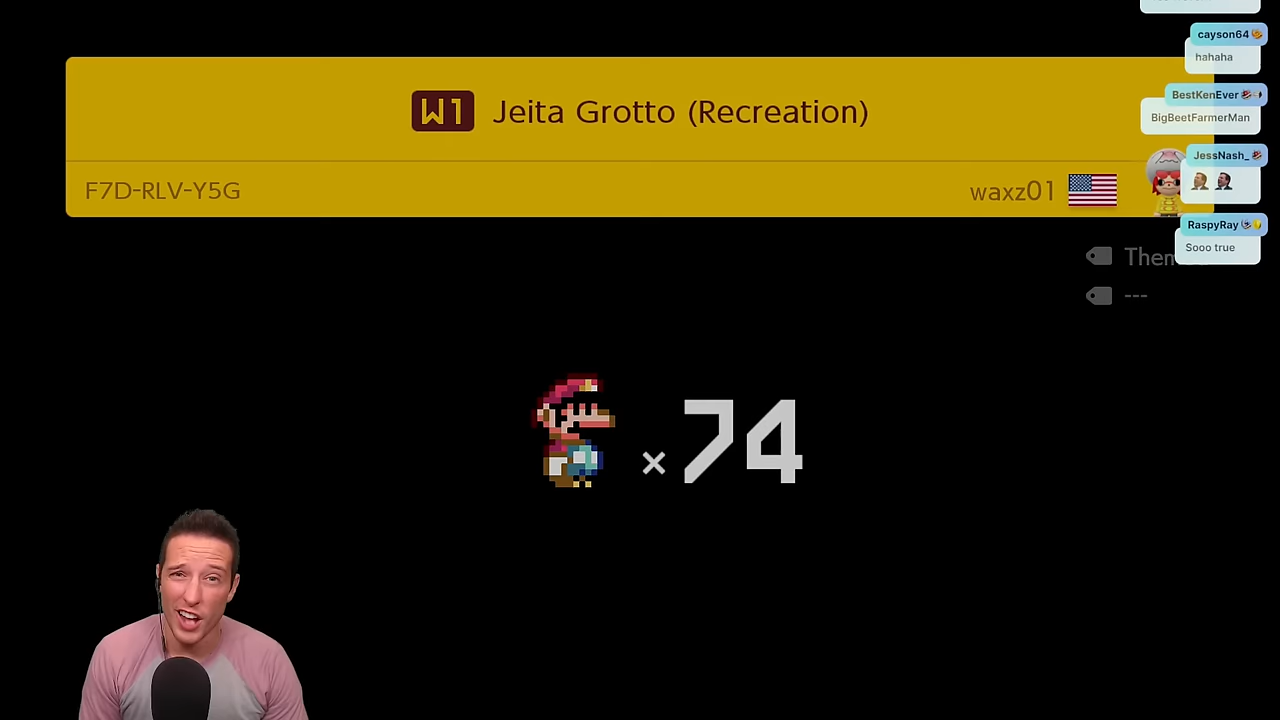 cayson64
hahaha
W1 Jeita Grotto (Recreation)
BestKenEver
BigBeetFarmerMan
JessNash_
F7D-RLV-Y5G
waxz01
RaspyRay
Sooo true
---
× 74